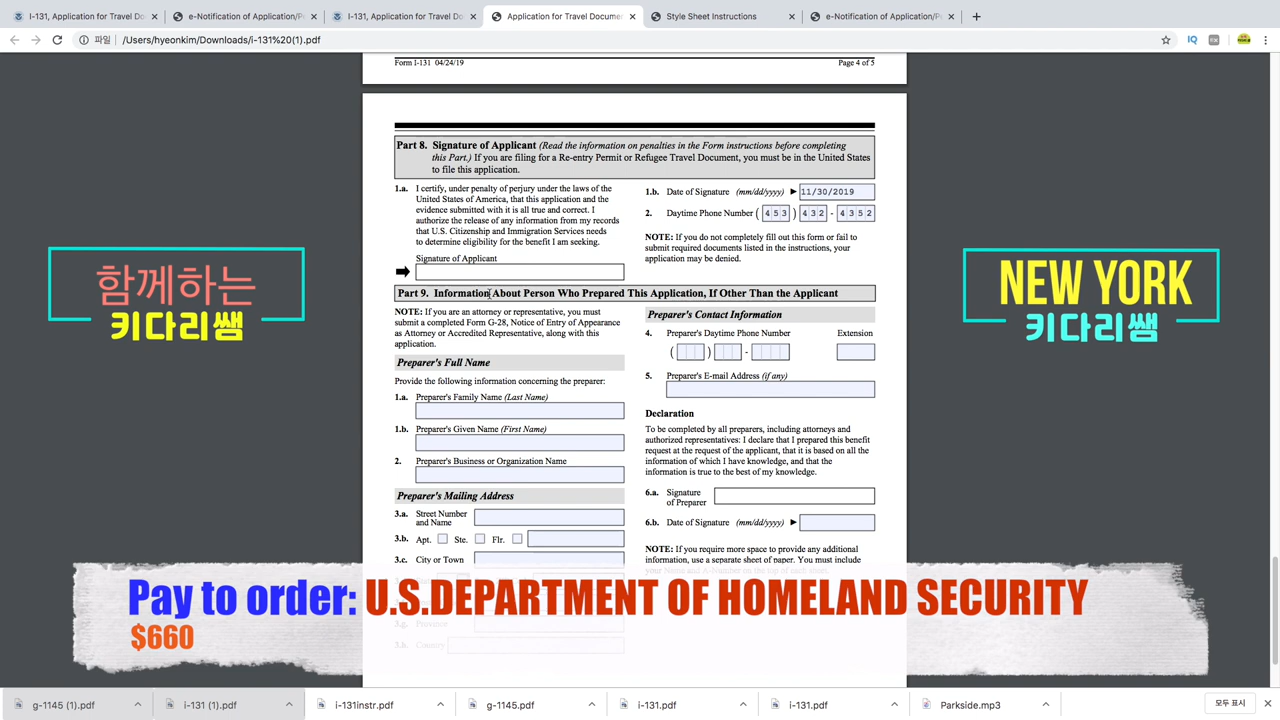 I-131, Application for Travel Do
e-Notification of Application/P
I-131, Application for Travel Do
Application for Travel Docume
Style Sheet Instructions
e-Notification of Application/P
파일 /Users/hyeonkim/Downloads/i-131%20(1).pdf
Form I-131 04/24/19
Page 4 of 5
Part 8. Signature of Applicant (Read the information on penalties in the Form instructions before completing
this Part.) If you are filing for a Re-entry Permit or Refugee Travel Document, you must be in the United States
to file this application.
1.a. I certify, under penalty of perjury under the laws of the
United States of America, that this application and the
evidence submitted with it is all true and correct. I
authorize the release of any information from my records
that U.S. Citizenship and Immigration Services needs
to determine eligibility for the benefit I am seeking.
Signature of Applicant
1.b. Date of Signature (mm/dd/yyyy) 11/30/2019
2. Daytime Phone Number (453) 432 - 4352
NOTE: If you do not completely fill out this form or fail to
submit required documents listed in the instructions, your
application may be denied.
Part 9. Information About Person Who Prepared This Application, If Other Than the Applicant
NOTE: If you are an attorney or representative, you must
submit a completed Form G-28, Notice of Entry of Appearance
as Attorney or Accredited Representative, along with this
application.
Preparer's Full Name
Provide the following information concerning the preparer:
1.a. Preparer's Family Name (Last Name)
1.b. Preparer's Given Name (First Name)
2. Preparer's Business or Organization Name
Preparer's Mailing Address
3.a. Street Number
and Name
3.b. Apt. Ste. Flr.
3.c. City or Town
3.g. Province
3.h. Country
Preparer's Contact Information
4. Preparer's Daytime Phone Number Extension
( ) -
5. Preparer's E-mail Address (if any)
Declaration
To be completed by all preparers, including attorneys and
authorized representatives: I declare that I prepared this benefit
request at the request of the applicant, that it is based on all the
information of which I have knowledge, and that the
information is true to the best of my knowledge.
6.a. Signature
of Preparer
6.b. Date of Signature (mm/dd/yyyy)
NOTE: If you require more space to provide any additional
information, use a separate sheet of paper. You must include
함께하는
키다리쌤
NEW YORK
키다리쌤
Pay to order: U.S.DEPARTMENT OF HOMELAND SECURITY
$660
g-1145 (1).pdf
i-131 (1).pdf
i-131instr.pdf
g-1145.pdf
i-131.pdf
i-131.pdf
Parkside.mp3
모두 표시